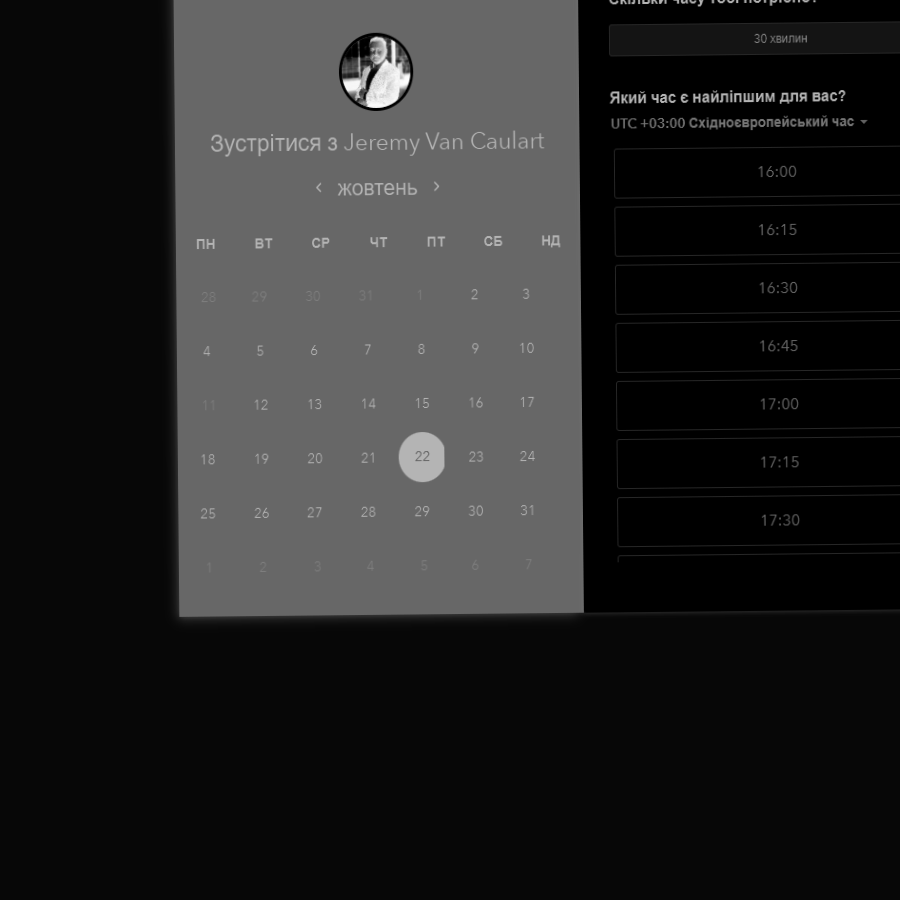 Зустрітися з Jeremy Van Caulart
‹ жовтень ›
ПН ВТ СР ЧТ ПТ СБ НД
28 29 30 31 1 2 3
4 5 6 7 8 9 10
11 12 13 14 15 16 17
18 19 20 21 22 23 24
25 26 27 28 29 30 31
1 2 3 4 5 6 7
Скільки часу тобі потрібно?
30 хвилин
Який час є найліпшим для вас?
UTC +03:00 Східноєвропейський час
16:00
16:15
16:30
16:45
17:00
17:15
17:30